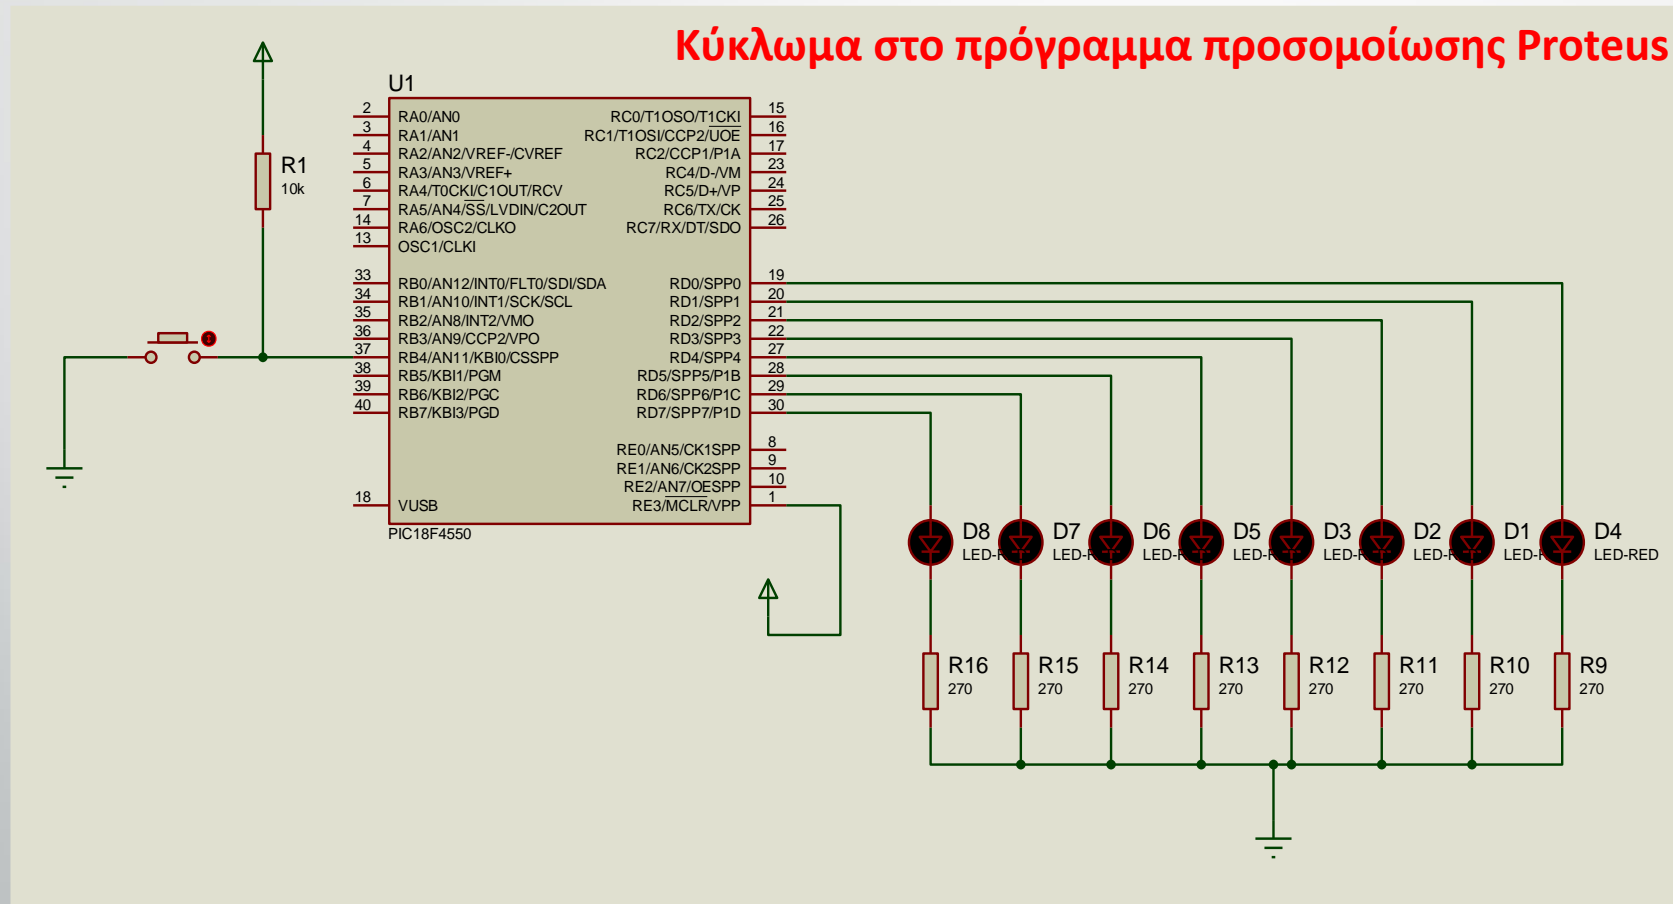 Κύκλωμα στο πρόγραμμα προσομοίωσης Proteus
U1
R1
10k
2 RA0/AN0 RC0/T1OSO/T1CKI 15
3 RA1/AN1 RC1/T1OSI/CCP2/UOE 16
4 RA2/AN2/VREF-/CVREF RC2/CCP1/P1A 17
5 RA3/AN3/VREF+ RC4/D-/VM 23
6 RA4/T0CKI/C1OUT/RCV RC5/D+/VP 24
7 RA5/AN4/SS/LVDIN/C2OUT RC6/TX/CK 25
14 RA6/OSC2/CLKO RC7/RX/DT/SDO 26
13 OSC1/CLKI
33 RB0/AN12/INT0/FLT0/SDI/SDA RD0/SPP0 19
34 RB1/AN10/INT1/SCK/SCL RD1/SPP1 20
35 RB2/AN8/INT2/VMO RD2/SPP2 21
36 RB3/AN9/CCP2/VPO RD3/SPP3 22
37 RB4/AN11/KBI0/CSSPP RD4/SPP4 27
38 RB5/KBI1/PGM RD5/SPP5/P1B 28
39 RB6/KBI2/PGC RD6/SPP6/P1C 29
40 RB7/KBI3/PGD RD7/SPP7/P1D 30
RE0/AN5/CK1SPP 8
RE1/AN6/CK2SPP 9
RE2/AN7/OESPP 10
18 VUSB RE3/MCLR/VPP 1
PIC18F4550
D8 D7 D6 D5 D3 D2 D1 D4
LED-R LED-R LED-R LED-R LED-R LED-R LED-R LED-RED
R16 R15 R14 R13 R12 R11 R10 R9
270 270 270 270 270 270 270 270